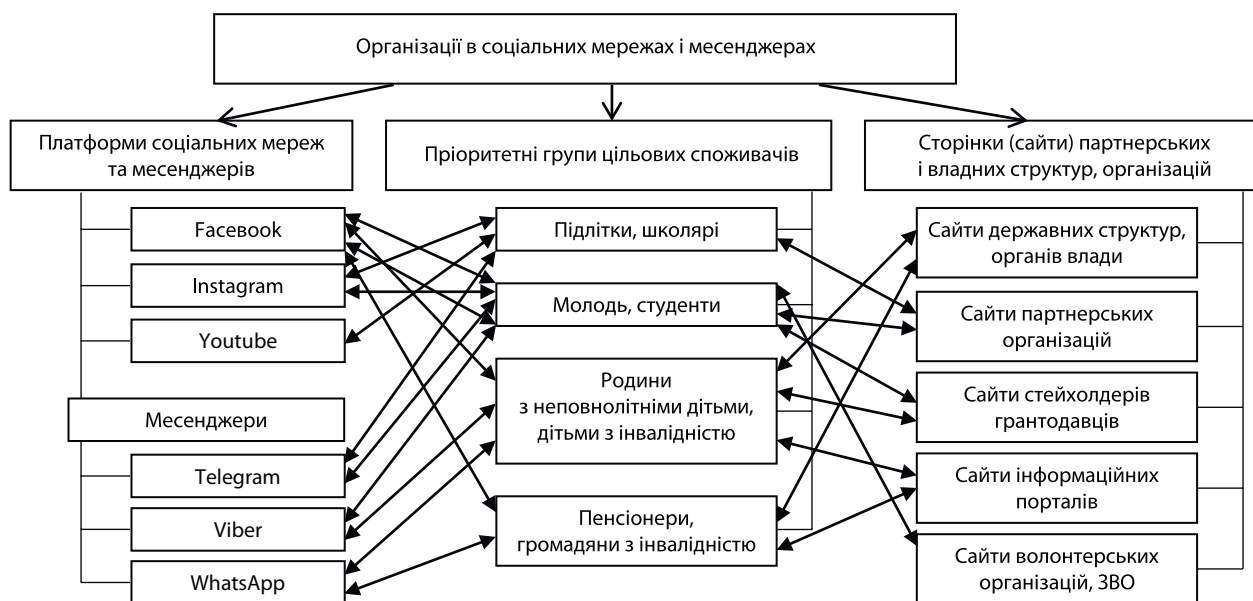 Організації в соціальних мережах і месенджерах
Платформи соціальних мереж
та месенджерів
Пріоритетні групи цільових споживачів
Сторінки (сайти) партнерських
і владних структур, організацій
Faceвook
Instagram
Youtube
Месенджери
Telegram
Viber
WhatsApp
Підлітки, школярі
Молодь, студенти
Родини
з неповнолітніми дітьми,
дітьми з інвалідністю
Пенсіонери,
громадяни з інвалідністю
Сайти державних структур,
органів влади
Сайти партнерських
організацій
Сайти стейхолдерів
грантодавців
Сайти інформаційних
порталів
Сайти волонтерських
організацій, ЗВО